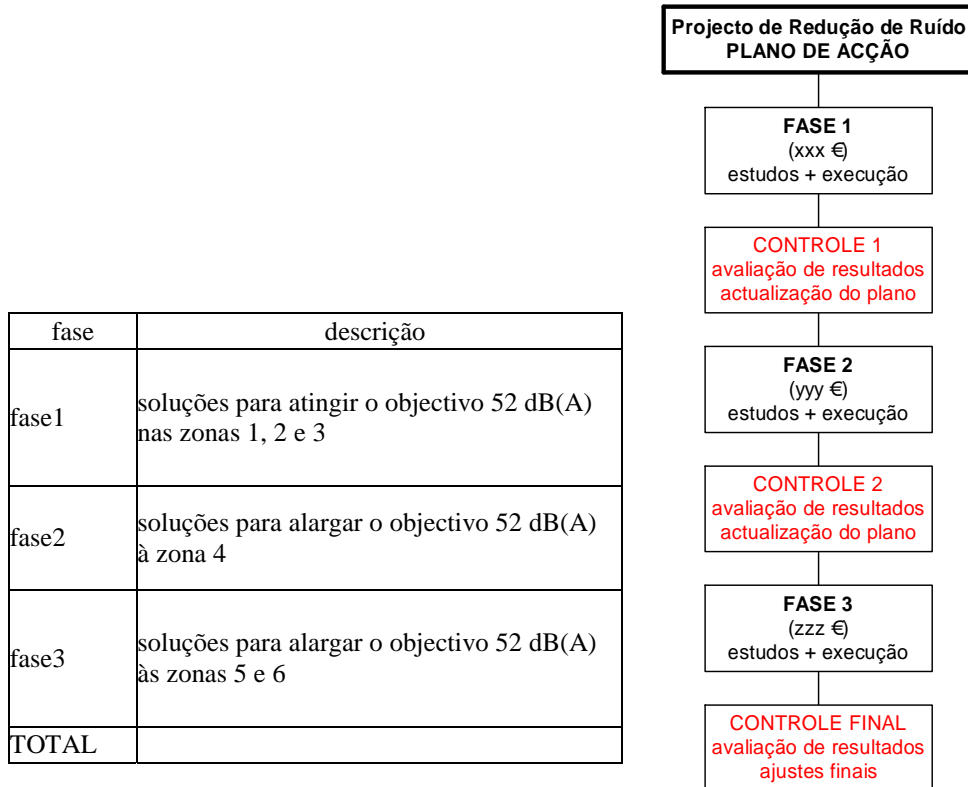 Projecto de Redução de Ruído
PLANO DE ACÇÃO
FASE 1
(xxx €)
estudos + execução
CONTROLE 1
avaliação de resultados
actualização do plano
FASE 2
(yyy €)
estudos + execução
CONTROLE 2
avaliação de resultados
actualização do plano
FASE 3
(zzz €)
estudos + execução
CONTROLE FINAL
avaliação de resultados
ajustes finais
fase descrição
fase1
soluções para atingir o objectivo 52 dB(A)
nas zonas 1, 2 e 3
fase2
soluções para alargar o objectivo 52 dB(A)
à zona 4
fase3
soluções para alargar o objectivo 52 dB(A)
às zonas 5 e 6
TOTAL